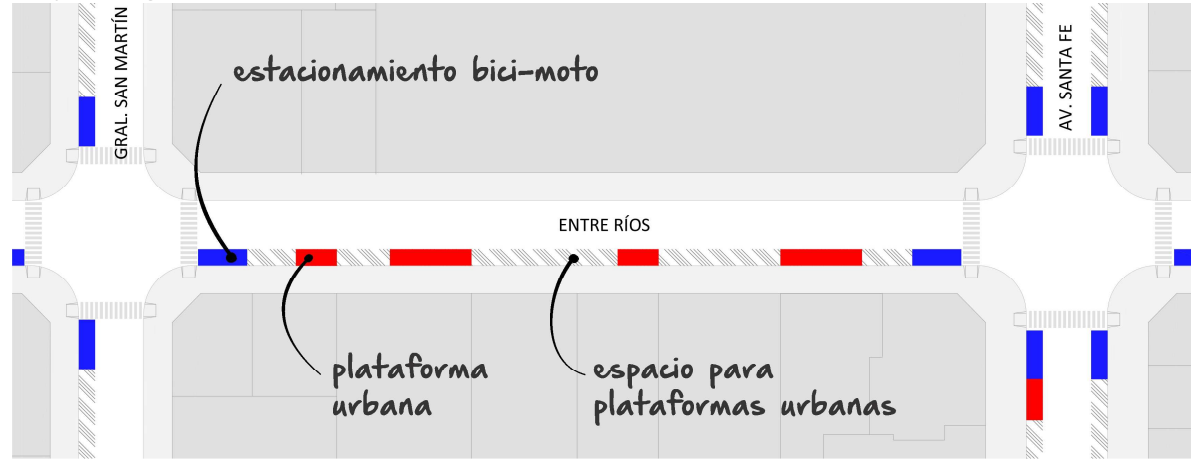 GRAL. SAN MARTÍN
estacionamiento bici-moto
AV. SANTA FE
ENTRE RÍOS
plataforma
urbana
espacio para
plataformas urbanas